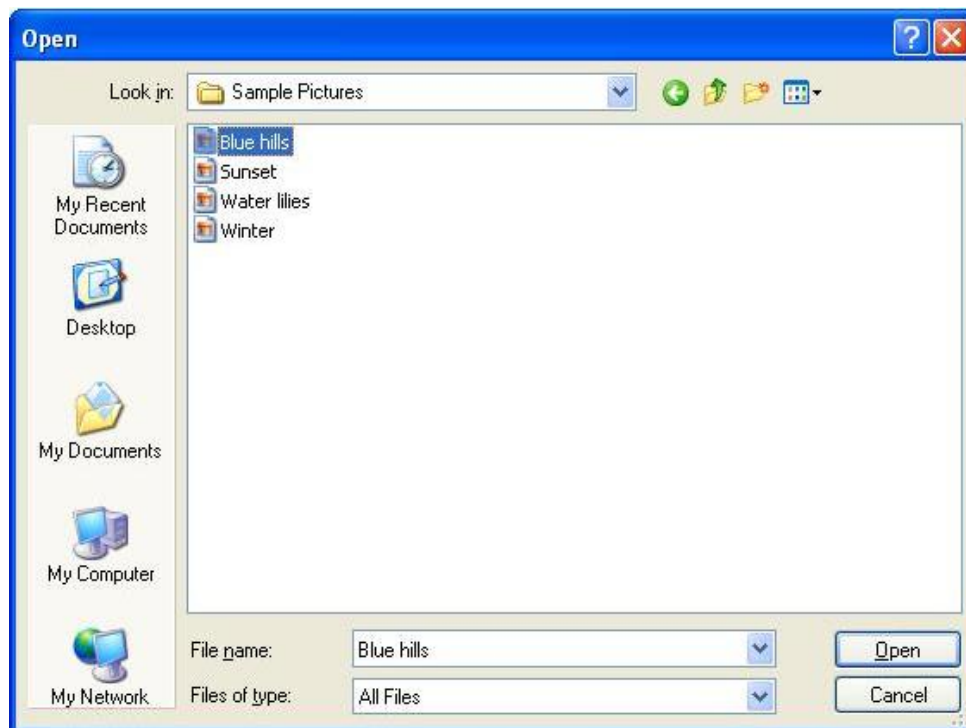 Open
Look in: Sample Pictures
My Recent
Documents
Desktop
My Documents
My Computer
My Network
Blue hills
Sunset
Water lilies
Winter
File name: Blue hills Open
Files of type: All Files Cancel